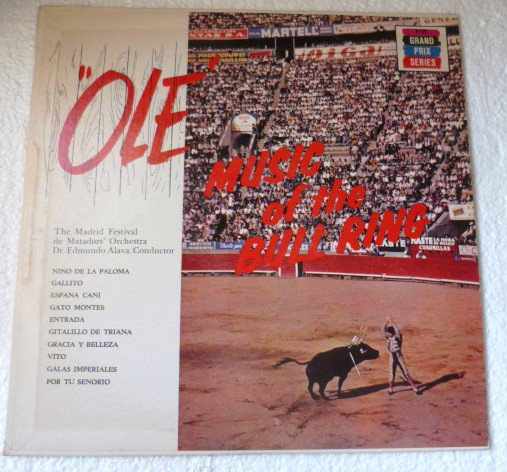 "OLÉ"
MUSIC
of the
BULL RING
GRAND
PRIX
SERIES
MARTELL
The Madrid Festival
de Matadors' Orchestra
Dr. Edmundo Alava. Conductor
NINO DE LA PALOMA
GALLITO
ESPANA CANI
GATO MONTES
ENTRADA
GITALILLO DE TRIANA
GRACIA Y BELLEZA
VITO
GALAS IMPERIALES
POR TU SENORIO
CUADRILLAS